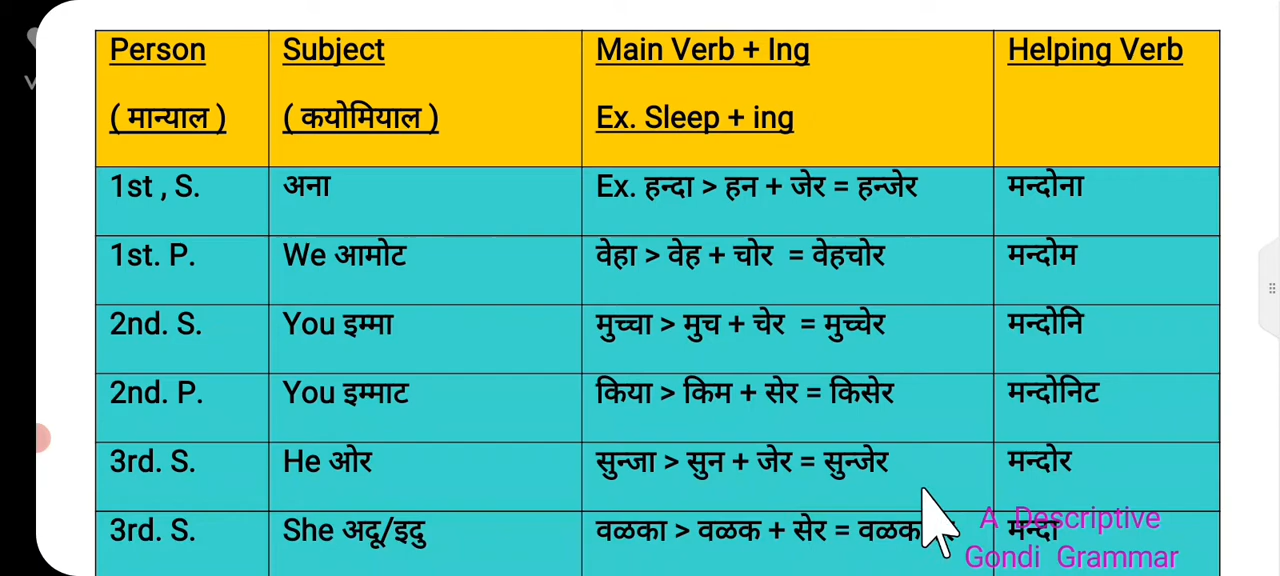 Person Subject Main Verb + Ing Helping Verb
( मान्याल ) ( कयोमियाल ) Ex. Sleep + ing
1st , S. अना Ex. हन्दा > हन + जेर = हन्जेर मन्दोना
1st. P. We आमोट वेहा > वेह + चोर = वेहचोर मन्दोम
2nd. S. You इम्मा मुच्चा > मुच + चेर = मुच्चेर मन्दोनि
2nd. P. You इम्माट किया > किम + सेर = किसेर मन्दोनिट
3rd. S. He ओर सुन्जा > सुन + जेर = सुन्जेर मन्दोर
3rd. S. She अदू/इदु वळका > वळक + सेर = मन्दा
A Descriptive
Gondi Grammar